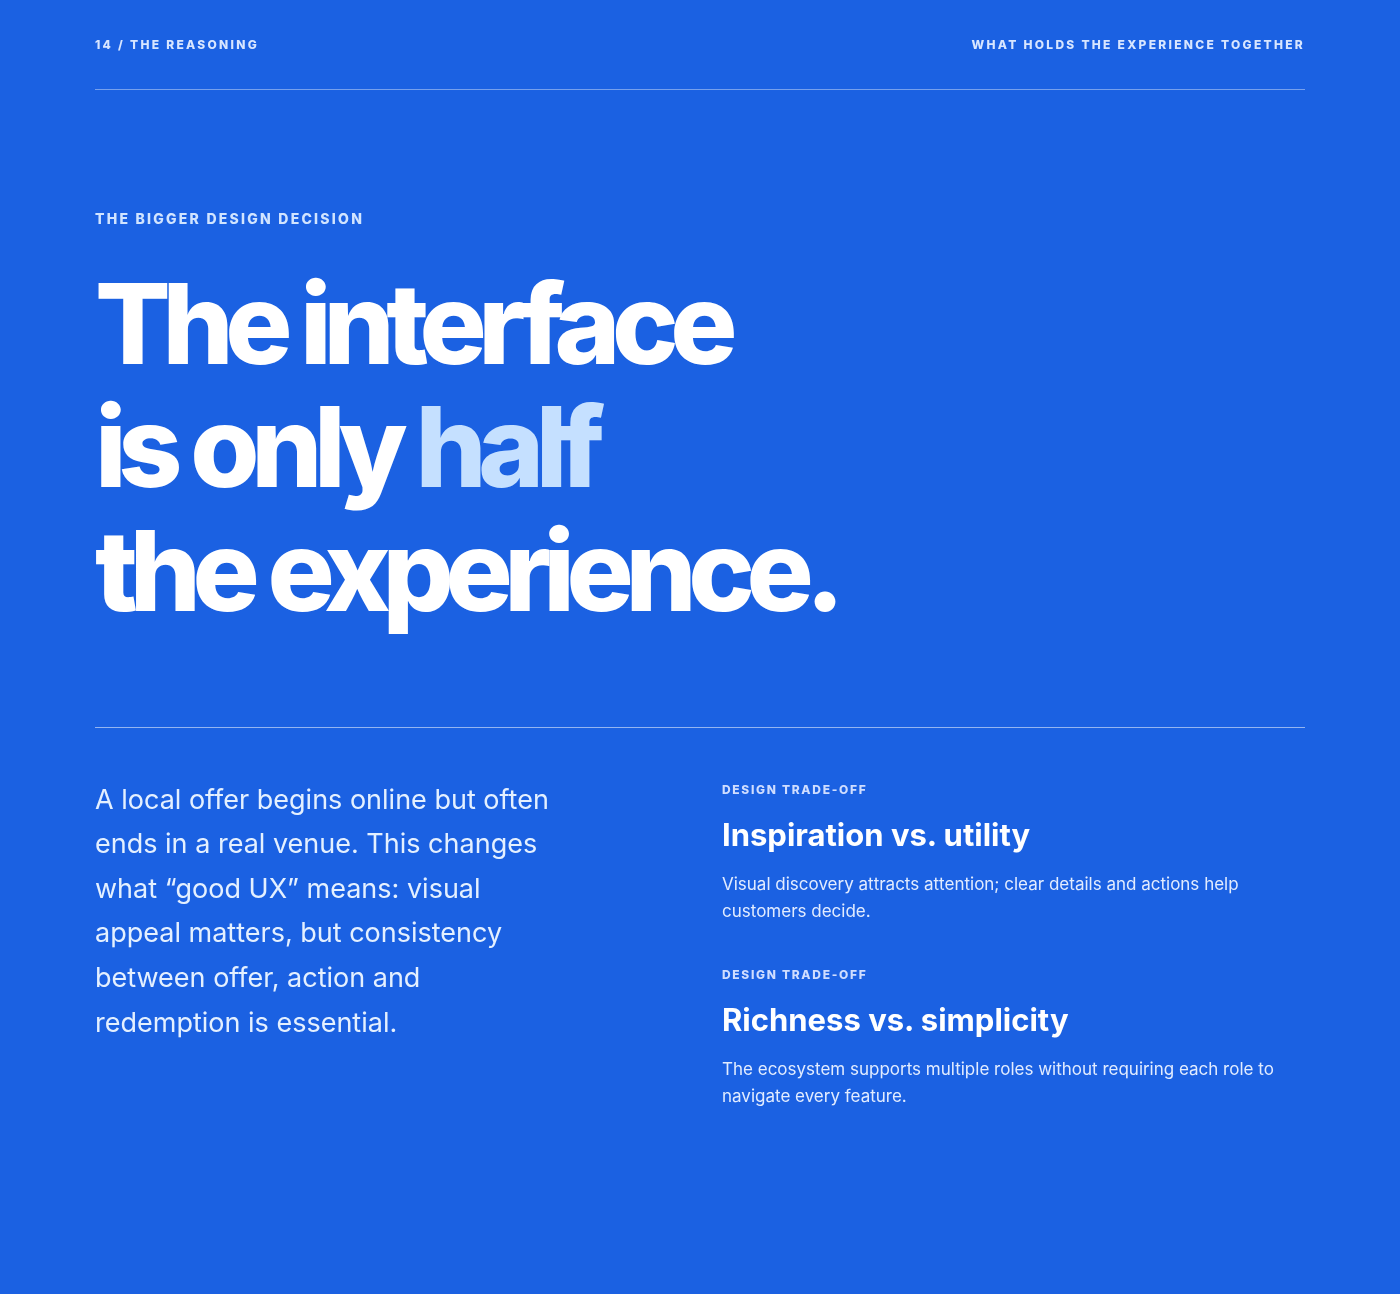 14 / THE REASONING
WHAT HOLDS THE EXPERIENCE TOGETHER
THE BIGGER DESIGN DECISION
The interface
is only half
the experience.
A local offer begins online but often
ends in a real venue. This changes
what “good UX” means: visual
appeal matters, but consistency
between offer, action and
redemption is essential.
DESIGN TRADE-OFF
Inspiration vs. utility
Visual discovery attracts attention; clear details and actions help
customers decide.
DESIGN TRADE-OFF
Richness vs. simplicity
The ecosystem supports multiple roles without requiring each role to
navigate every feature.